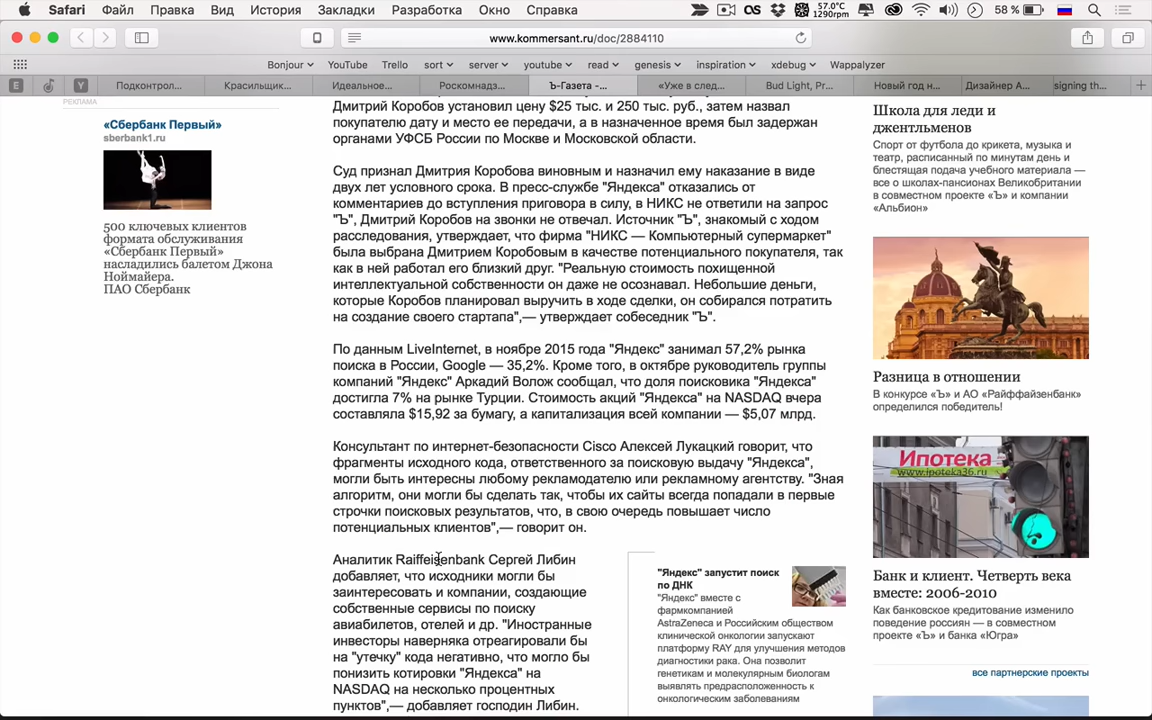 Safari Файл Правка Вид История Закладки Разработка Окно Справка 57.0°C 1290rpm 58 %
www.kommersant.ru/doc/2884110
Bonjour YouTube Trello sort server youtube read genesis inspiration xdebug Wappalyzer
Подконтрол... Красильщик... Идеальное... Роскомнадз... Ъ-Газета -... «Уже в след... Bud Light, Pr... Новый год н... Дизайнер A... signing th...
РЕКЛАМА
«Сбербанк Первый»
sberbank1.ru
500 ключевых клиентов
формата обслуживания
«Сбербанк Первый»
насладились балетом Джона
Ноймайера.
ПАО Сбербанк
Дмитрий Коробов установил цену $25 тыс. и 250 тыс. руб., затем назвал
покупателю дату и место ее передачи, а в назначенное время был задержан
органами УФСБ России по Москве и Московской области.
Суд признал Дмитрия Коробова виновным и назначил ему наказание в виде
двух лет условного срока. В пресс-службе "Яндекса" отказались от
комментариев до вступления приговора в силу, в НИКС не ответили на запрос
"Ъ", Дмитрий Коробов на звонки не отвечал. Источник "Ъ", знакомый с ходом
расследования, утверждает, что фирма "НИКС — Компьютерный супермаркет"
была выбрана Дмитрием Коробовым в качестве потенциального покупателя, так
как в ней работал его близкий друг. "Реальную стоимость похищенной
интеллектуальной собственности он даже не осознавал. Небольшие деньги,
которые Коробов планировал выручить в ходе сделки, он собирался потратить
на создание своего стартапа",— утверждает собеседник "Ъ".
По данным LiveInternet, в ноябре 2015 года "Яндекс" занимал 57,2% рынка
поиска в России, Google — 35,2%. Кроме того, в октябре руководитель группы
компаний "Яндекс" Аркадий Волож сообщал, что доля поисковика "Яндекса"
достигла 7% на рынке Турции. Стоимость акций "Яндекса" на NASDAQ вчера
составляла $15,92 за бумагу, а капитализация всей компании — $5,07 млрд.
Консультант по интернет-безопасности Cisco Алексей Лукацкий говорит, что
фрагменты исходного кода, ответственного за поисковую выдачу "Яндекса",
могли быть интересны любому рекламодателю или рекламному агентству. "Зная
алгоритм, они могли бы сделать так, чтобы их сайты всегда попадали в первые
строчки поисковых результатов, что, в свою очередь повышает число
потенциальных клиентов",— говорит он.
Аналитик Raiffeisenbank Сергей Либин
добавляет, что исходники могли бы
заинтересовать и компании, создающие
собственные сервисы по поиску
авиабилетов, отелей и др. "Иностранные
инвесторы наверняка отреагировали бы
на "утечку" кода негативно, что могло бы
понизить котировки "Яндекса" на
NASDAQ на несколько процентных
пунктов",— добавляет господин Либин.
"Яндекс" запустит поиск
по ДНК
"Яндекс" вместе с
фармкомпанией
AstraZeneca и Российским обществом
клинической онкологии запускают
платформу RAY для улучшения методов
диагностики рака. Она позволит
генетикам и молекулярным биологам
выявлять предрасположенность к
онкологическим заболеваниям
Школа для леди и
джентльменов
Спорт от футбола до крикета, музыка и
театр, расписанный по минутам день и
блестящая подача учебного материала —
все о школах-пансионах Великобритании
в совместном проекте «Ъ» и компании
«Альбион»
Разница в отношении
В конкурсе «Ъ» и АО «Райффайзенбанк»
определился победитель!
Ипотека
www.ipoteka36.ru
Банк и клиент. Четверть века
вместе: 2006-2010
Как банковское кредитование изменило
поведение россиян — в совместном
проекте «Ъ» и банка «Югра»
все партнерские проекты